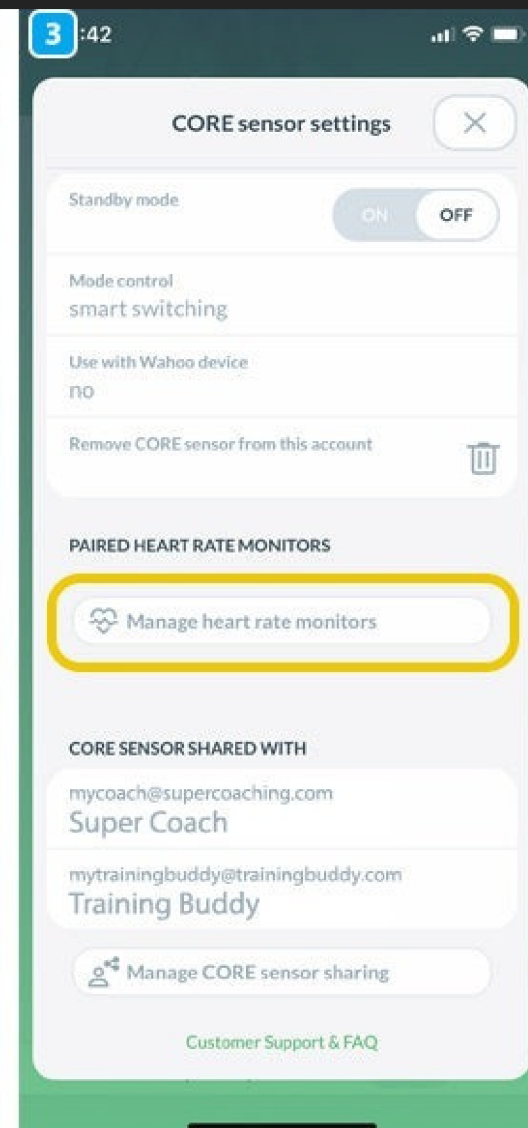 3:42
CORE sensor settings
Standby mode
ON OFF
Mode control
smart switching
Use with Wahoo device
no
Remove CORE sensor from this account
PAIRED HEART RATE MONITORS
Manage heart rate monitors
CORE SENSOR SHARED WITH
mycoach@supercoaching.com
Super Coach
mytrainingbuddy@trainingbuddy.com
Training Buddy
Manage CORE sensor sharing
Customer Support & FAQ